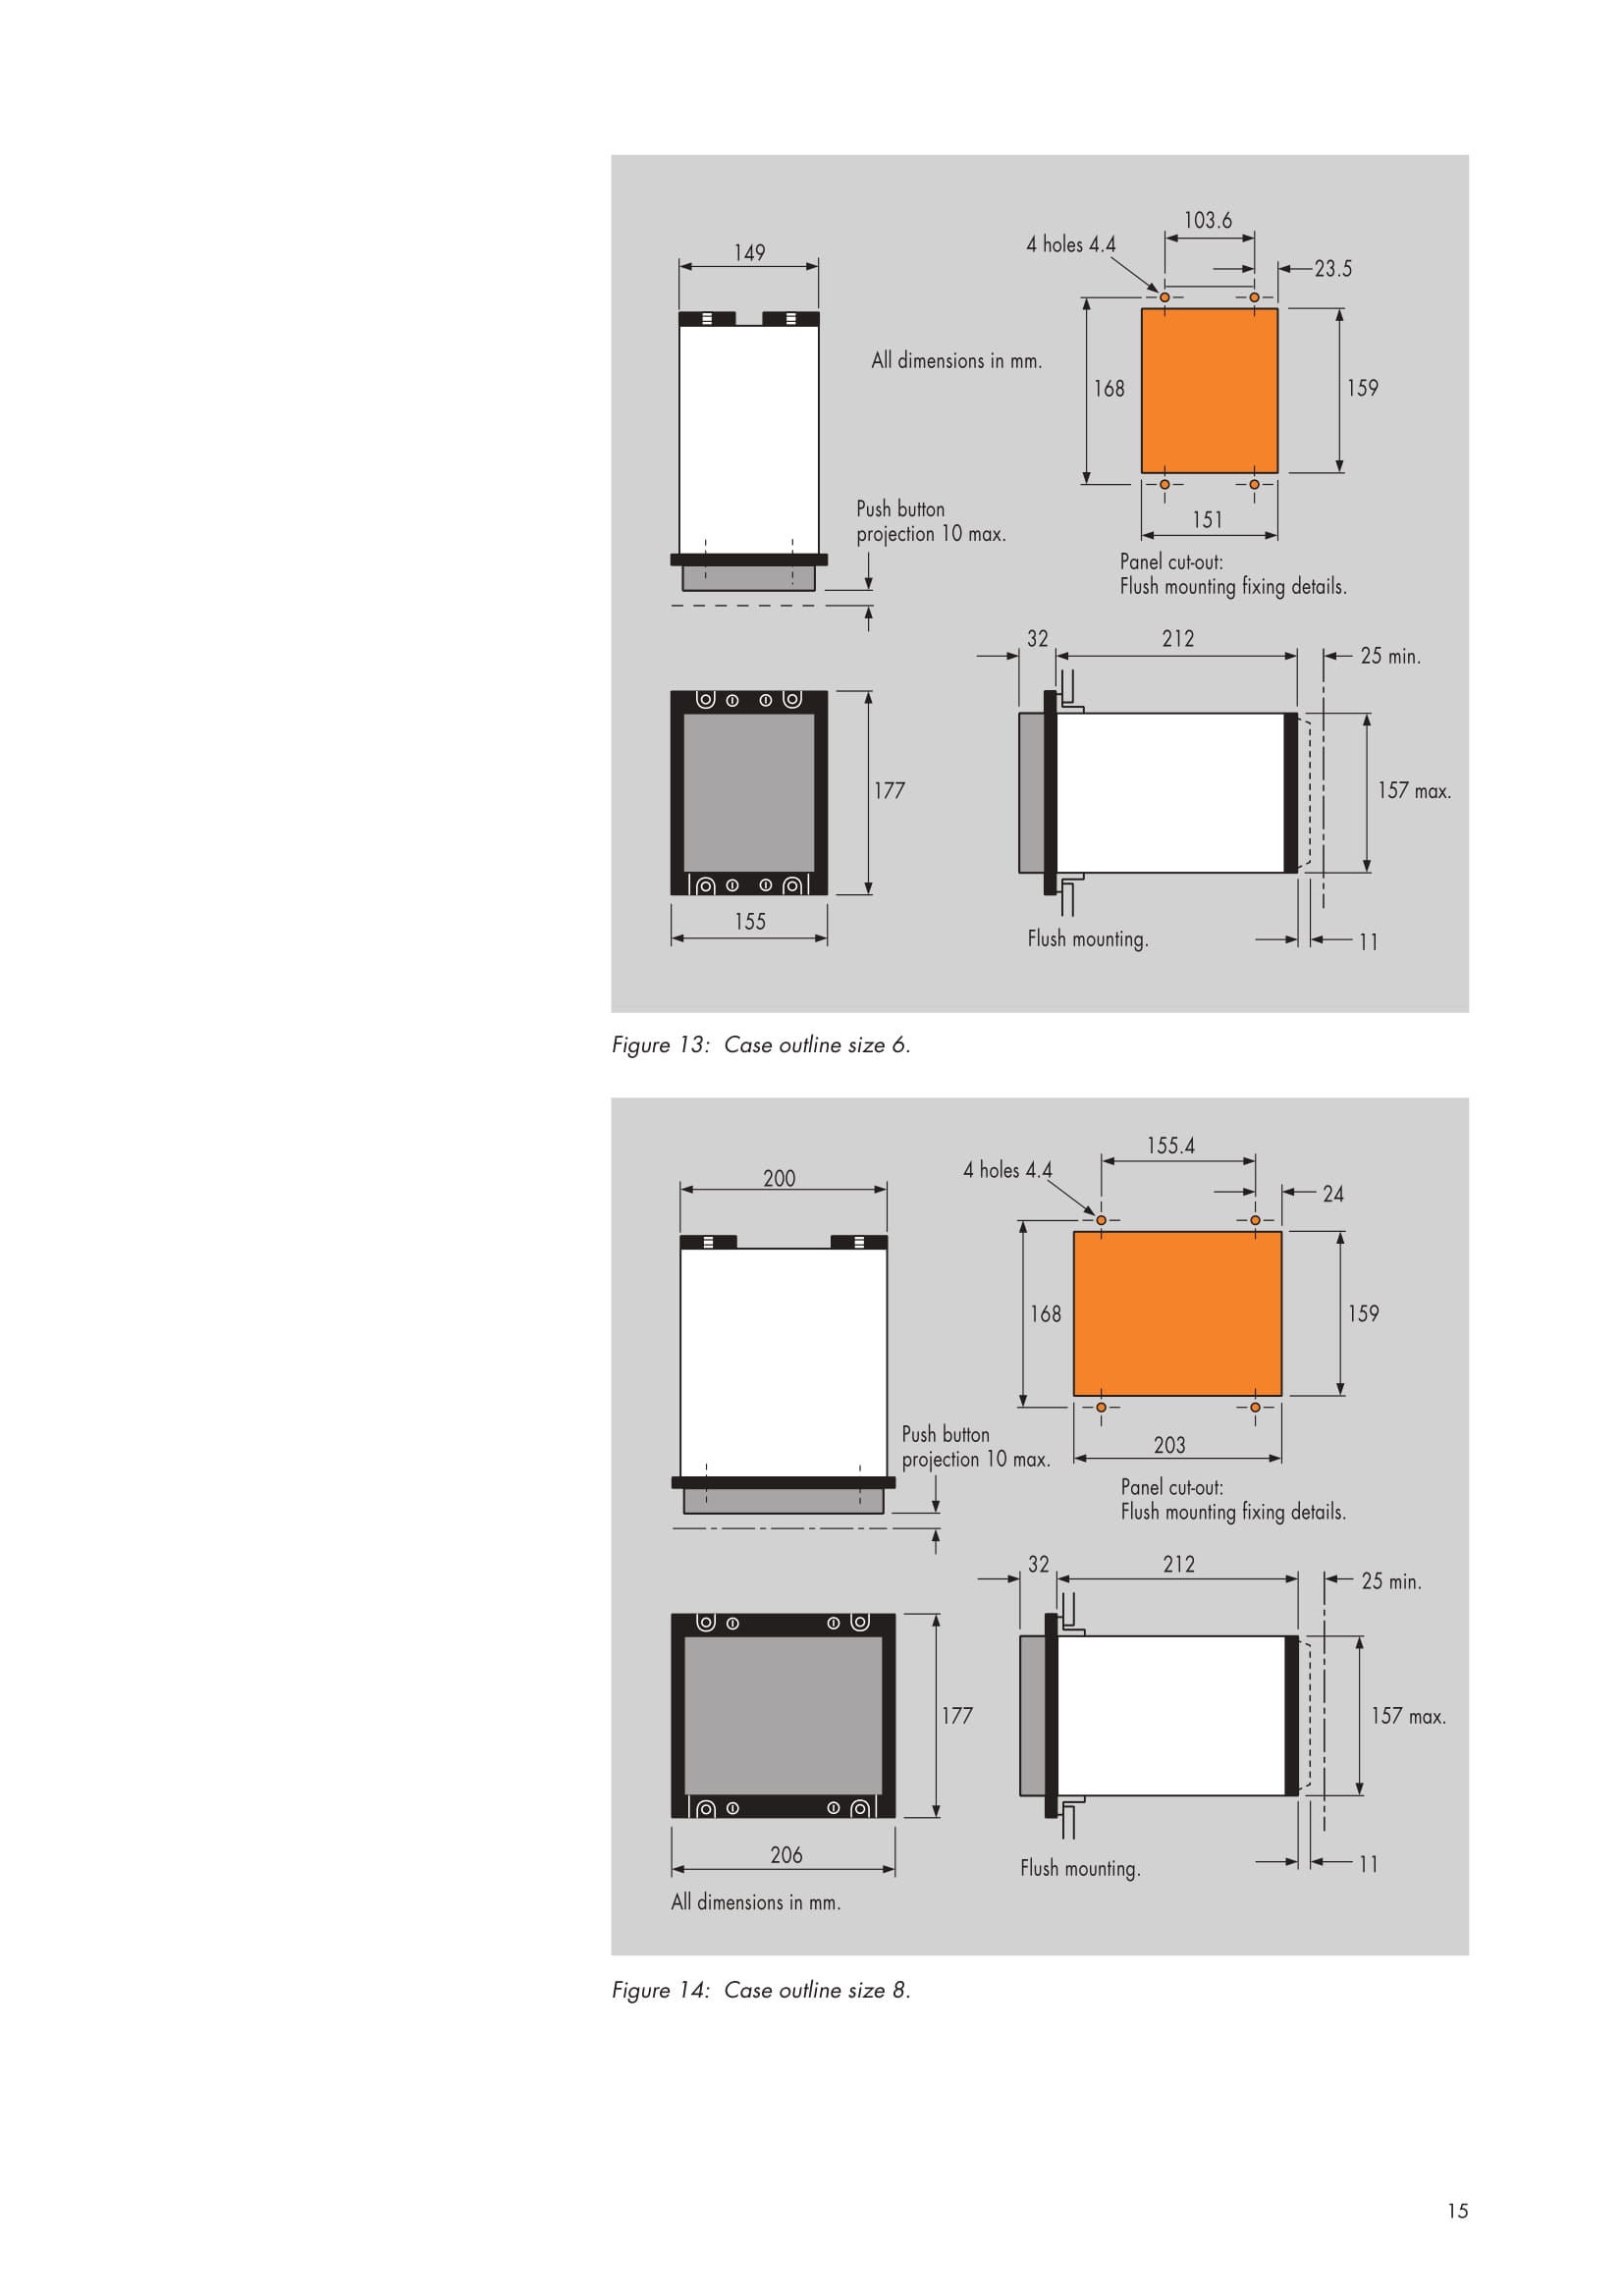 103.6
4 holes 4.4
149
23.5
All dimensions in mm.
168
159
Push button
projection 10 max.
151
Panel cut-out:
Flush mounting fixing details.
32
212
25 min.
177
157 max.
155
Flush mounting.
11
Figure 13:  Case outline size 6.
155.4
4 holes 4.4
200
24
168
159
Push button
projection 10 max.
203
Panel cut-out:
Flush mounting fixing details.
32
212
25 min.
177
157 max.
206
Flush mounting.
11
All dimensions in mm.
Figure 14:  Case outline size 8.
15